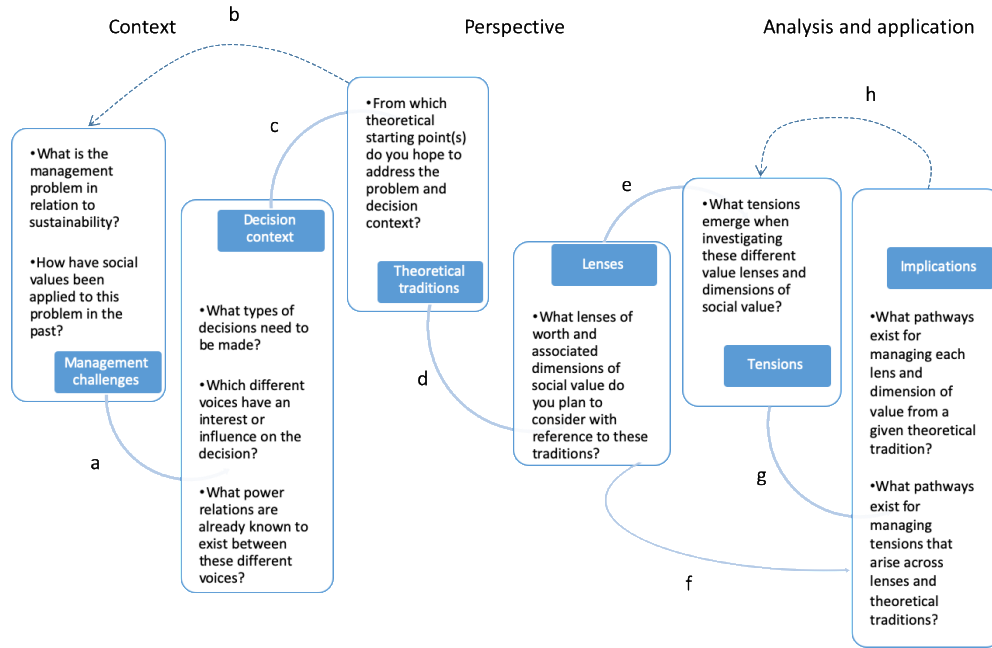 Context
Perspective
Analysis and application
b
•What is the
management
problem in
relation to
sustainability?
•How have social
values been
applied to this
problem in the
past?
Management
challenges
a
c
Decision
context
•What types of
decisions need to
be made?
•Which different
voices have an
interest or
influence on the
decision?
•What power
relations are
already known to
exist between
these different
voices?
•From which
theoretical
starting point(s)
do you hope to
address the
problem and
decision
context?
Theoretical
traditions
d
Lenses
•What lenses of
worth and
associated
dimensions of
social value do
you plan to
consider with
reference to these
traditions?
e
f
•What tensions
emerge when
investigating
these different
value lenses and
dimensions of
social value?
Tensions
g
h
Implications
•What pathways
exist for
managing each
lens and
dimension of
value from a
given theoretical
tradition?
•What pathways
exist for
managing
tensions that
arise across
lenses and
theoretical
traditions?